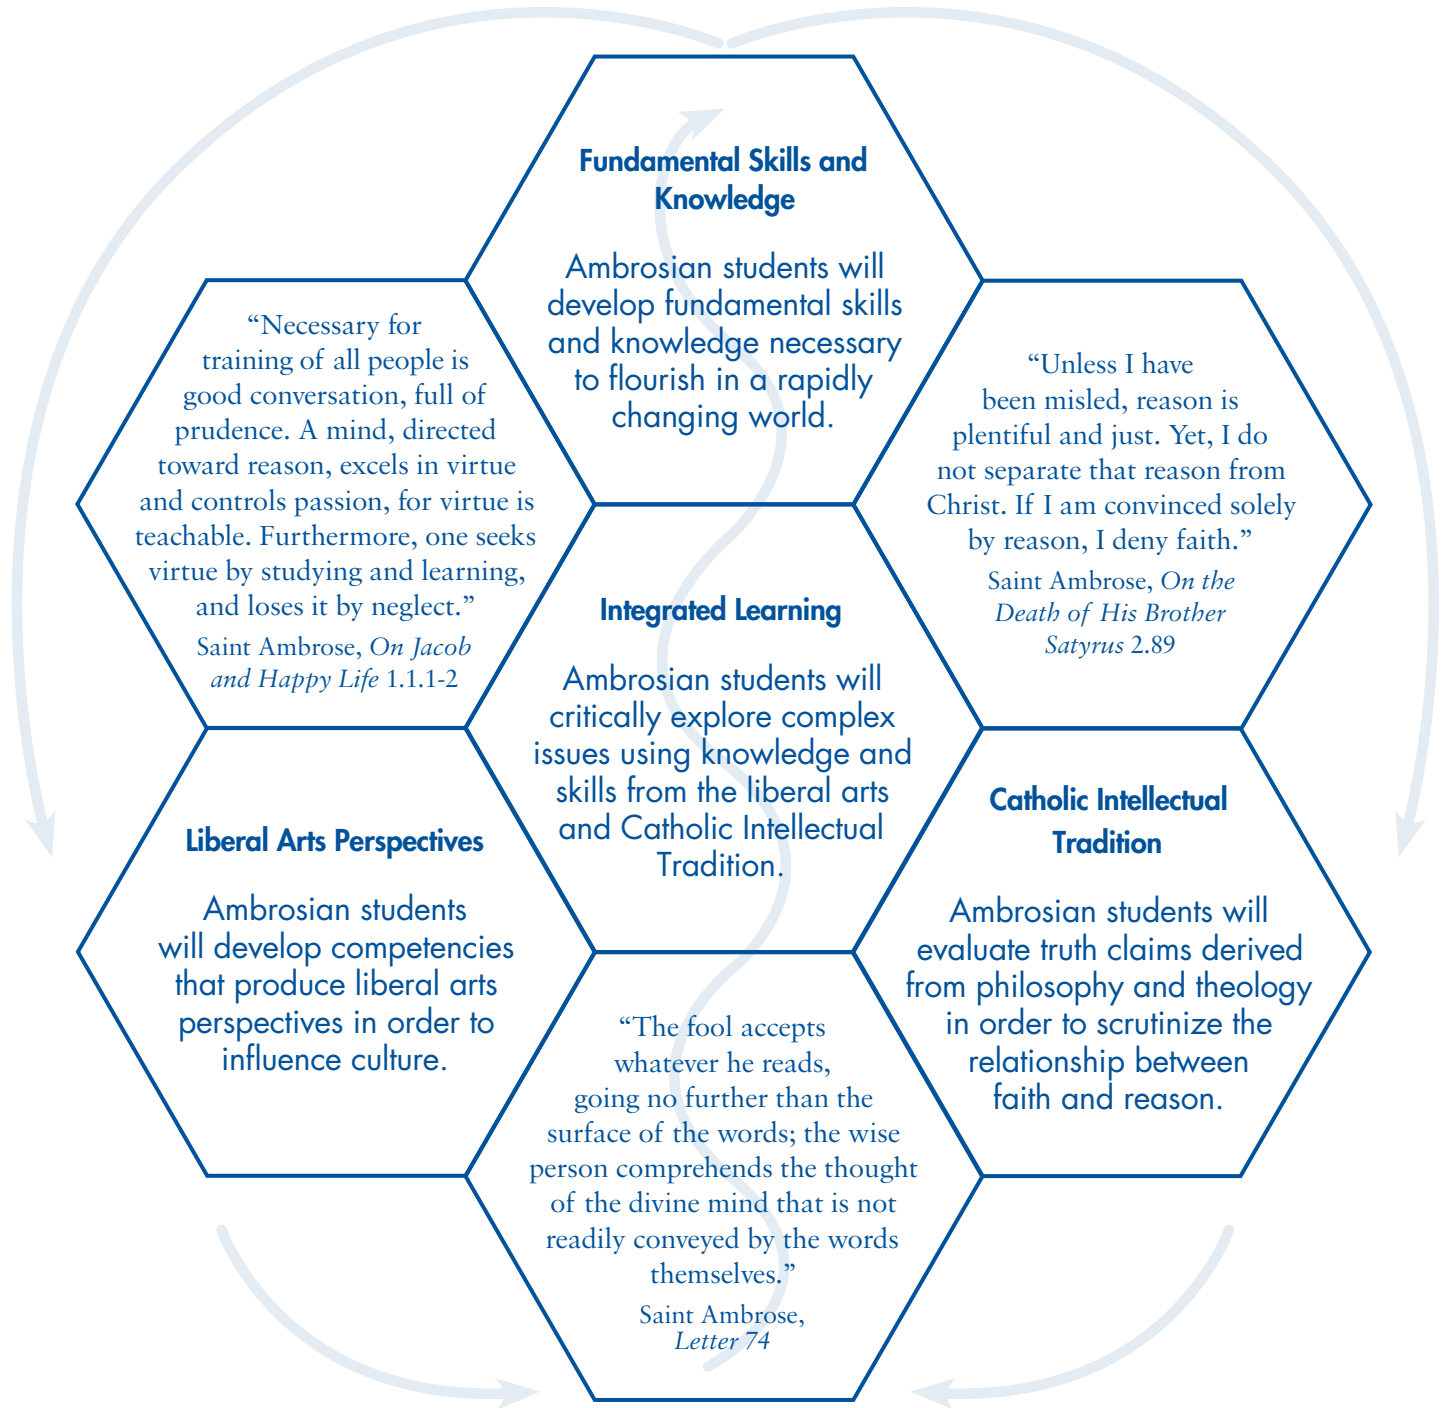 Fundamental Skills and
Knowledge
Ambrosian students will
develop fundamental skills
and knowledge necessary
to flourish in a rapidly
changing world.
“Necessary for
training of all people is
good conversation, full of
prudence. A mind, directed
toward reason, excels in virtue
and controls passion, for virtue is
teachable. Furthermore, one seeks
virtue by studying and learning,
and loses it by neglect.”
Saint Ambrose, On Jacob
and Happy Life 1.1.1-2
“Unless I have
been misled, reason is
plentiful and just. Yet, I do
not separate that reason from
Christ. If I am convinced solely
by reason, I deny faith.”
Saint Ambrose, On the
Death of His Brother
Satyrus 2.89
Integrated Learning
Ambrosian students will
critically explore complex
issues using knowledge and
skills from the liberal arts
and Catholic Intellectual
Tradition.
Liberal Arts Perspectives
Ambrosian students
will develop competencies
that produce liberal arts
perspectives in order to
influence culture.
Catholic Intellectual
Tradition
Ambrosian students will
evaluate truth claims derived
from philosophy and theology
in order to scrutinize the
relationship between
faith and reason.
“The fool accepts
whatever he reads,
going no further than the
surface of the words; the wise
person comprehends the thought
of the divine mind that is not
readily conveyed by the words
themselves.”
Saint Ambrose,
Letter 74